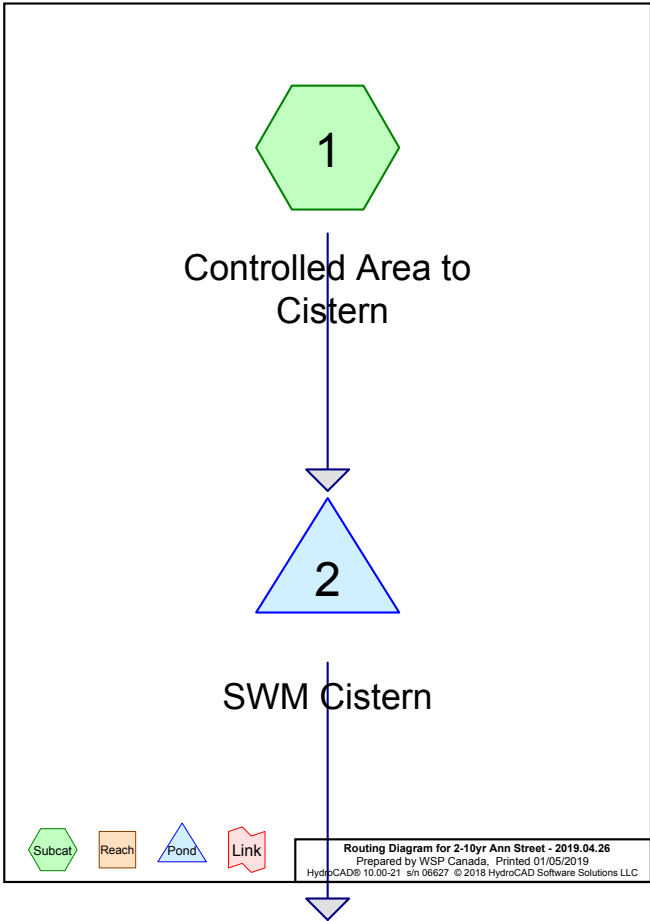 1
Controlled Area to
Cistern
2
SWM Cistern
Subcat
Reach
Pond
Link
Routing Diagram for 2-10yr Ann Street - 2019.04.26
Prepared by WSP Canada, Printed 01/05/2019
HydroCAD® 10.00-21 s/n 06627 © 2018 HydroCAD Software Solutions LLC